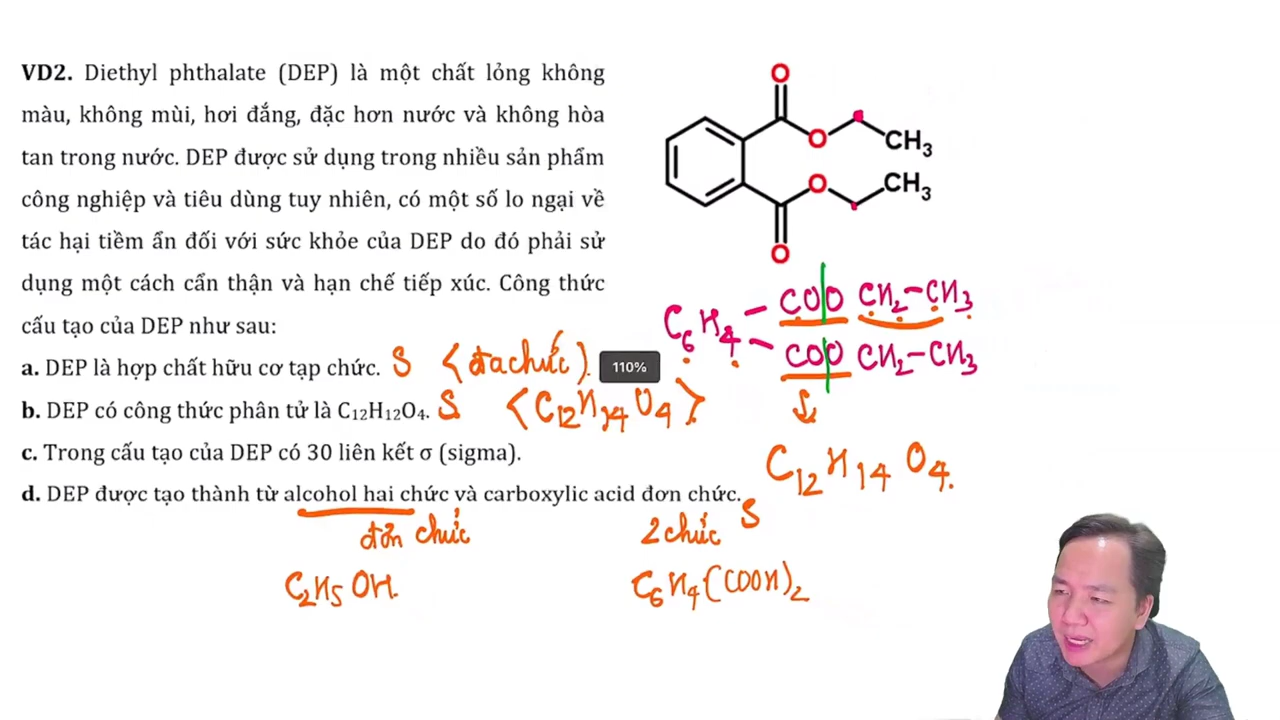 VD2. Diethyl phthalate (DEP) là một chất lỏng không
màu, không mùi, hơi đắng, đặc hơn nước và không hòa
tan trong nước. DEP được sử dụng trong nhiều sản phẩm
công nghiệp và tiêu dùng tuy nhiên, có một số lo ngại về
tác hại tiềm ẩn đối với sức khỏe của DEP do đó phải sử
dụng một cách cẩn thận và hạn chế tiếp xúc. Công thức
cấu tạo của DEP như sau:
O
O CH₃
O CH₃
O
C₆H₄ – COO CH₂–CH₃
– COO CH₂–CH₃
a. DEP là hợp chất hữu cơ tạp chức. S (đa chức).
110%
b. DEP có công thức phân tử là C₁₂H₁₂O₄. S (C₁₂H₁₄O₄).
c. Trong cấu tạo của DEP có 30 liên kết σ (sigma).
C₁₂H₁₄O₄.
d. DEP được tạo thành từ alcohol hai chức và carboxylic acid đơn chức. S
đơn chức 2 chức
C₂H₅OH. C₆H₄(COOH)₂